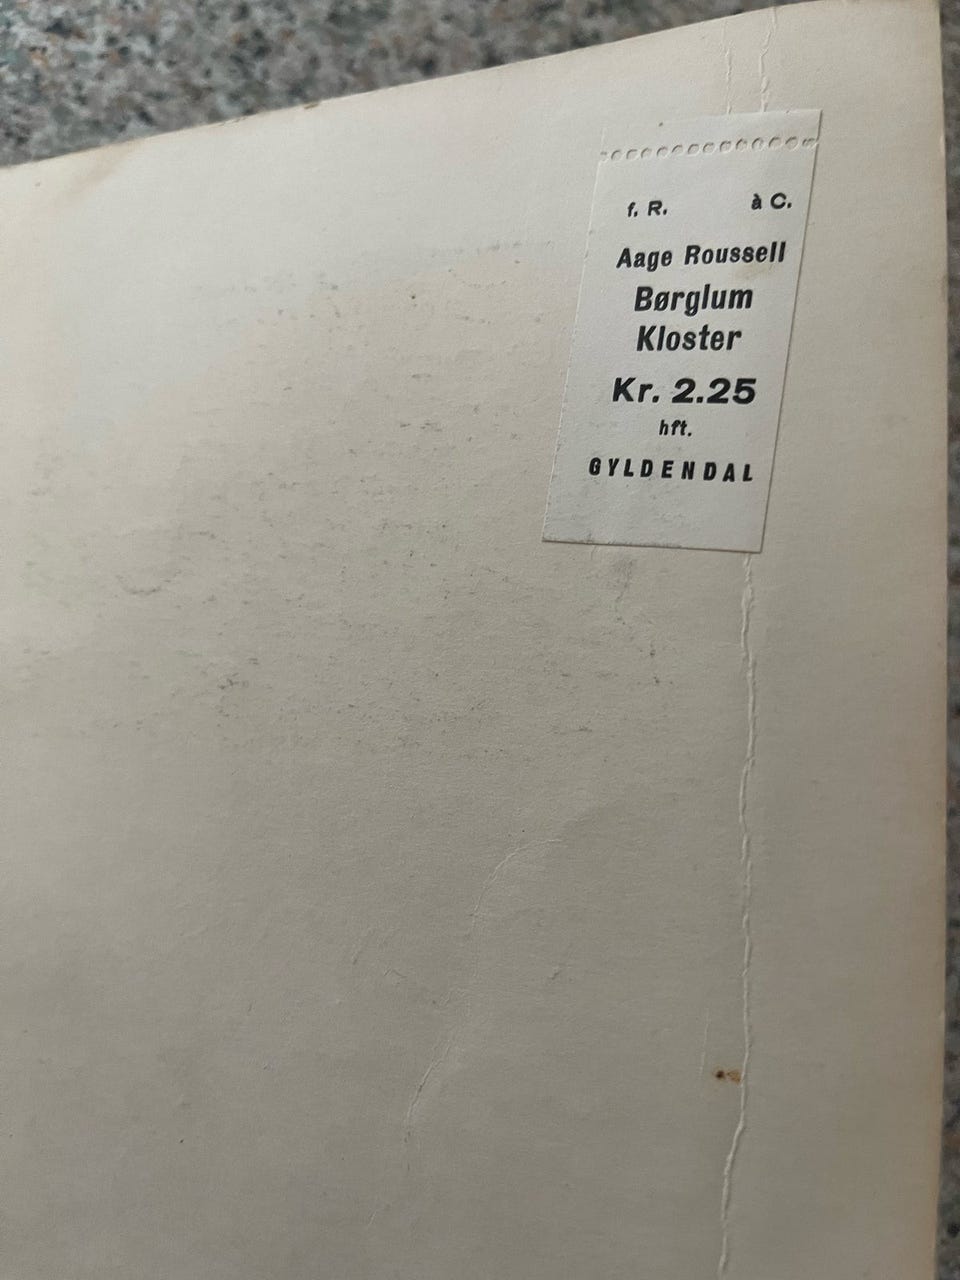 f. R. à C.
Aage Roussell
Børglum
Kloster
Kr. 2.25
hft.
GYLDENDAL